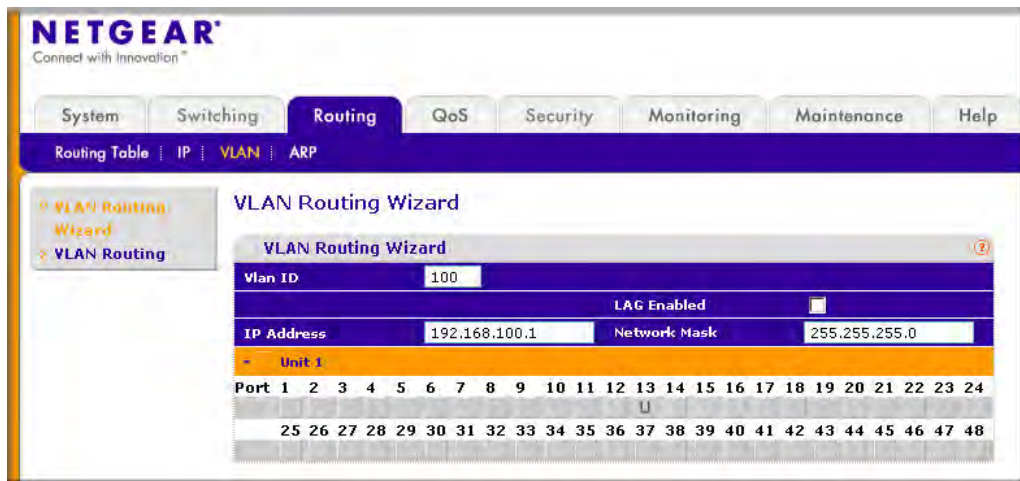 NETGEAR®
Connect with Innovation™
System Switching Routing QoS Security Monitoring Maintenance Help
Routing Table IP VLAN ARP
VLAN Routing
Wizard
VLAN Routing
VLAN Routing Wizard
VLAN Routing Wizard ?
Vlan ID 100
LAG Enabled
IP Address 192.168.100.1 Network Mask 255.255.255.0
- Unit 1
Port 1 2 3 4 5 6 7 8 9 10 11 12 13 14 15 16 17 18 19 20 21 22 23 24
U
25 26 27 28 29 30 31 32 33 34 35 36 37 38 39 40 41 42 43 44 45 46 47 48